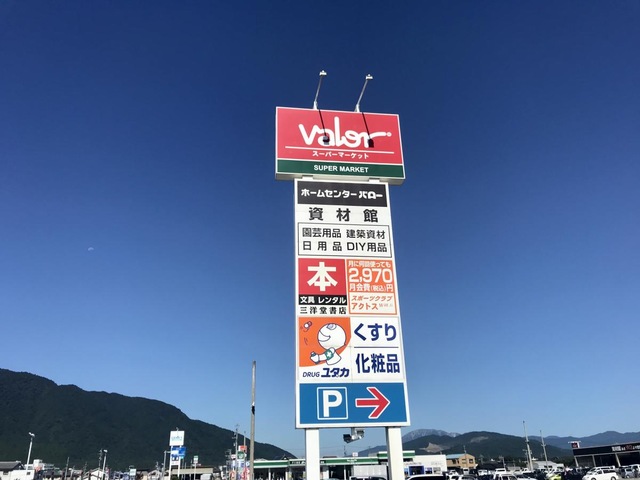 valor
スーパーマーケット
SUPER MARKET
ホームセンターバロー
資材館
園芸用品 建築資材
日用品 DIY用品
本
文具 レンタル
三洋堂書店
月に何回使っても
2,970
月会費(税込)円
スポーツクラブ
アクトス
DRUG ユタカ
くすり
化粧品
P